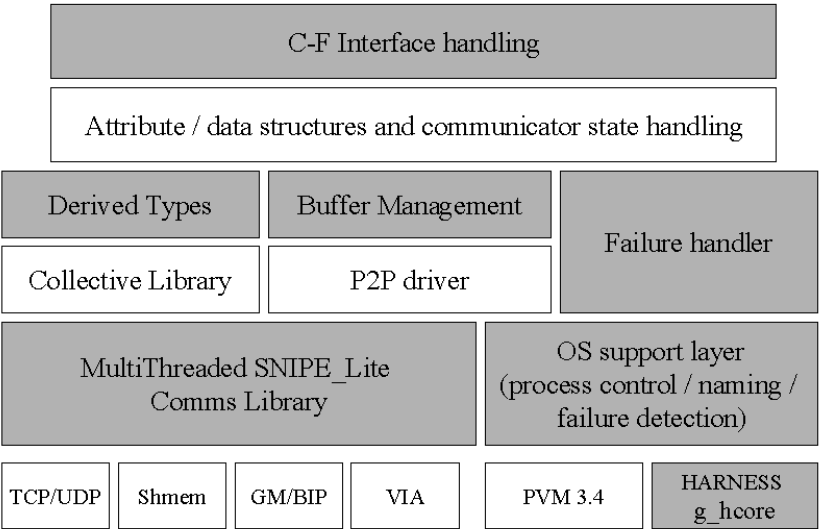 C-F Interface handling
Attribute / data structures and communicator state handling
Derived Types
Buffer Management
Failure handler
Collective Library
P2P driver
MultiThreaded SNIPE_Lite
Comms Library
OS support layer
(process control / naming /
failure detection)
TCP/UDP
Shmem
GM/BIP
VIA
PVM 3.4
HARNESS
g_hcore